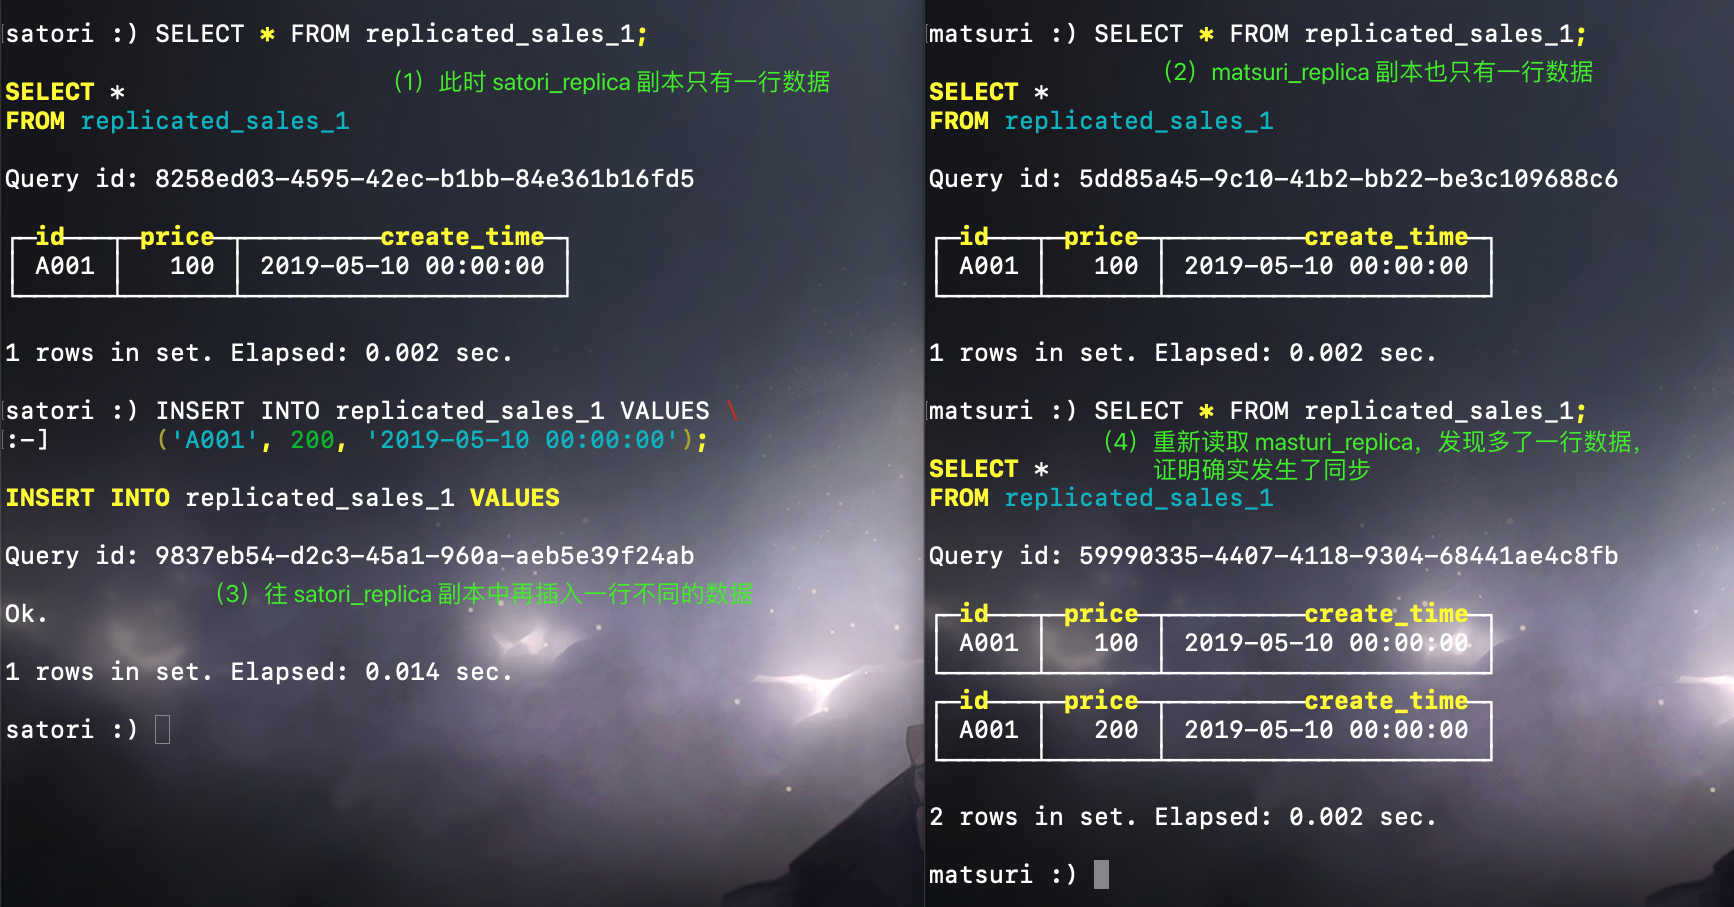 satori :) SELECT * FROM replicated_sales_1;
（1）此时 satori_replica 副本只有一行数据
SELECT *
FROM replicated_sales_1
Query id: 8258ed03-4595-42ec-b1bb-84e361b16fd5
id price create_time
A001 100 2019-05-10 00:00:00
1 rows in set. Elapsed: 0.002 sec.
satori :) INSERT INTO replicated_sales_1 VALUES \
:-] ('A001', 200, '2019-05-10 00:00:00');
INSERT INTO replicated_sales_1 VALUES
Query id: 9837eb54-d2c3-45a1-960a-aeb5e39f24ab
（3）往 satori_replica 副本中再插入一行不同的数据
Ok.
1 rows in set. Elapsed: 0.014 sec.
satori :)
matsuri :) SELECT * FROM replicated_sales_1;
（2）matsuri_replica 副本也只有一行数据
SELECT *
FROM replicated_sales_1
Query id: 5dd85a45-9c10-41b2-bb22-be3c109688c6
id price create_time
A001 100 2019-05-10 00:00:00
1 rows in set. Elapsed: 0.002 sec.
matsuri :) SELECT * FROM replicated_sales_1;
（4）重新读取 masturi_replica，发现多了一行数据，
证明确实发生了同步
SELECT *
FROM replicated_sales_1
Query id: 59990335-4407-4118-9304-68441ae4c8fb
id price create_time
A001 100 2019-05-10 00:00:00
id price create_time
A001 200 2019-05-10 00:00:00
2 rows in set. Elapsed: 0.002 sec.
matsuri :)